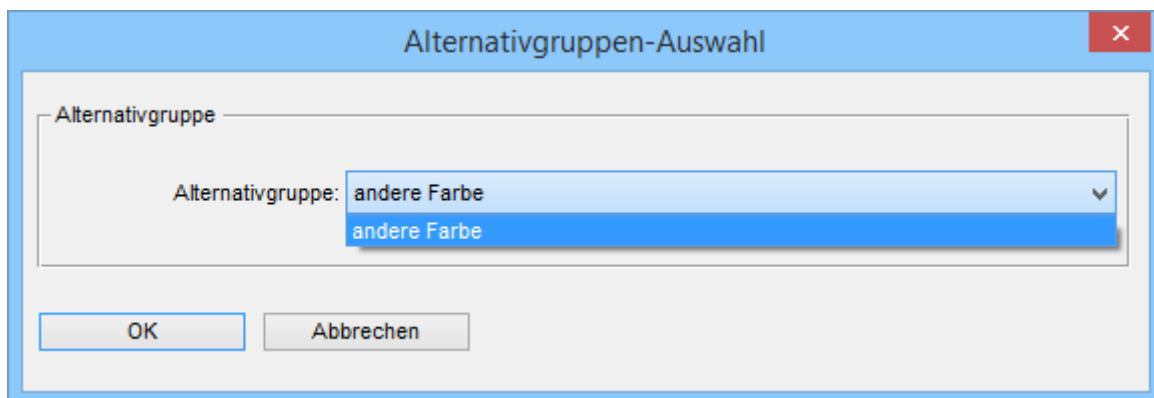 Alternativgruppen-Auswahl
Alternativgruppe
Alternativgruppe: andere Farbe
andere Farbe
OK Abbrechen